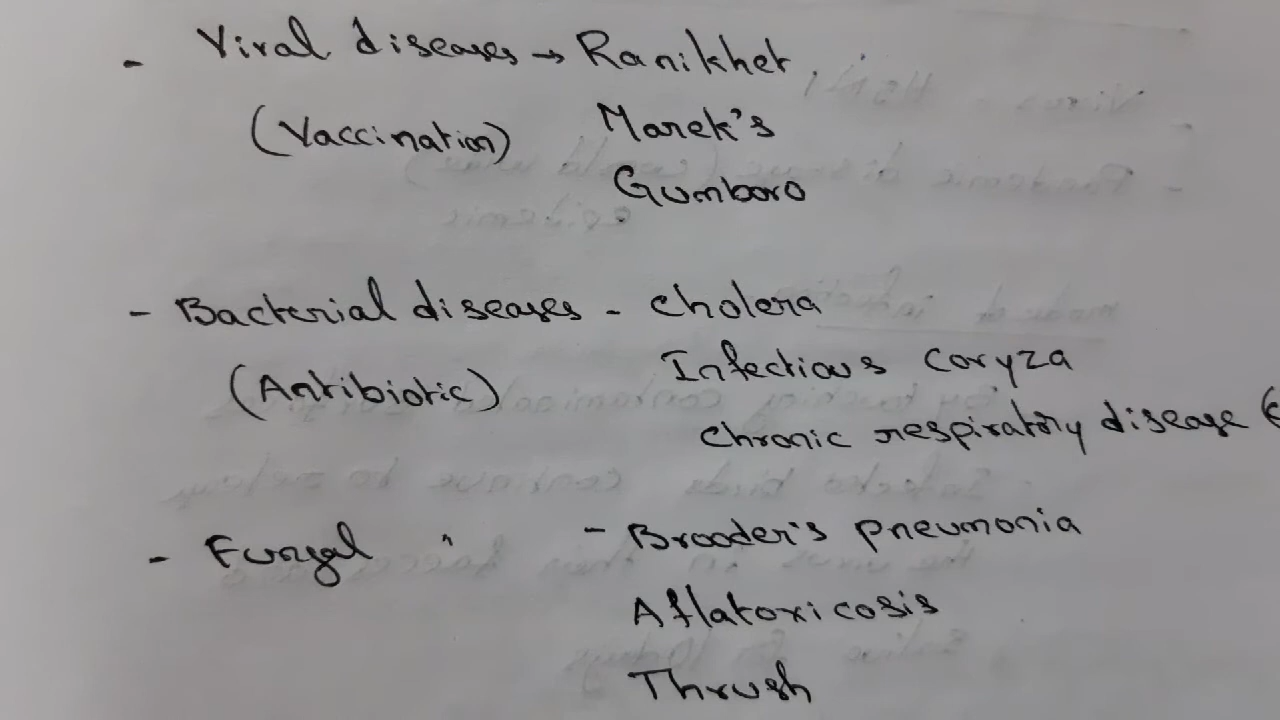 - Viral diseases → Ranikhet,
(Vaccination) Marek's
Gumboro
- Bacterial diseases - Cholera
(Antibiotic) Infectious coryza
Chronic respiratory disease (
- Fungal " - Brooder's pneumonia
Aflatoxicosis
Thrush